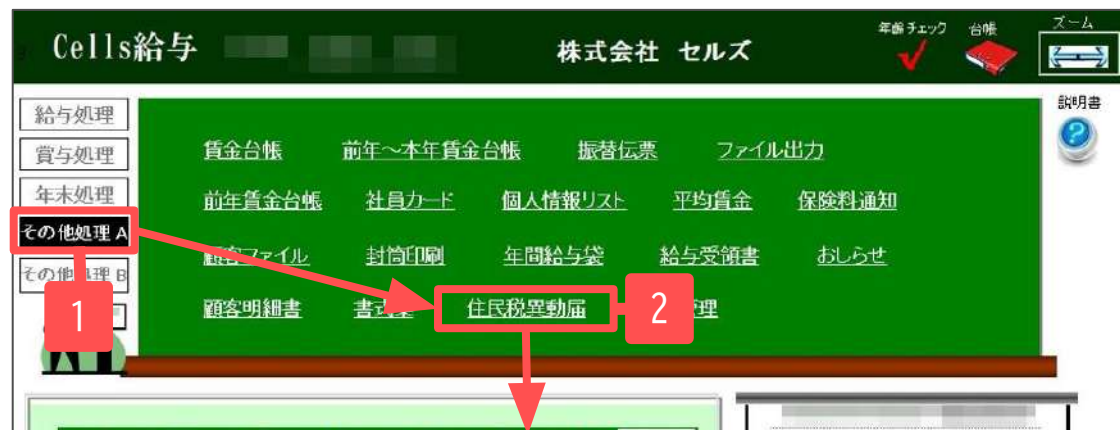 Cells給与
株式会社 セルズ
年齢チェック 台帳 ズーム
説明書
給与処理
賞与処理
年末処理
その他処理 A
その他処理 B
賃金台帳 前年～本年賃金台帳 振替伝票 ファイル出力
前年賃金台帳 社員カード 個人情報リスト 平均賃金 保険料通知
顧客ファイル 封筒印刷 年間給与袋 給与受領書 おしらせ
顧客明細書 住民税異動届
1
2